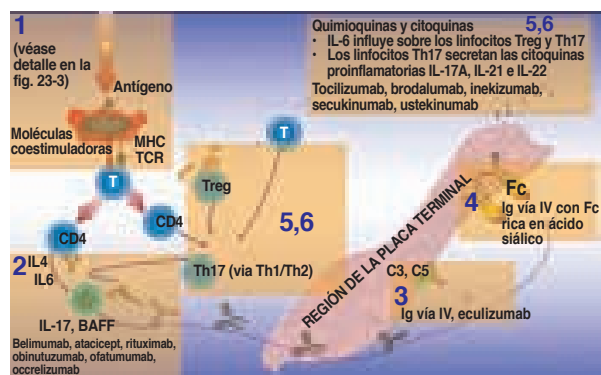 1
(véase
detalle en la
fig. 23-3)
Antígeno
Moléculas
coestimuladoras
MHC
TCR
T
CD4
CD4
Treg
T
5,6
Th17 (via Th1/Th2)
2
IL4
IL6
IL-17, BAFF
Belimumab, atacicept, rituximab,
obinutuzumab, ofatumumab,
occrelizumab
Quimioquinas y citoquinas 5,6
• IL-6 influye sobre los linfocitos Treg y Th17
• Los linfocitos Th17 secretan las citoquinas
proinflamatorias IL-17A, IL-21 e IL-22
Tocilizumab, brodalumab, inekizumab,
secukinumab, ustekinumab
REGIÓN DE LA PLACA TERMINAL
4
Fc
Ig vía IV con Fc
rica en ácido
siálico
C3, C5
3
Ig vía IV, eculizumab